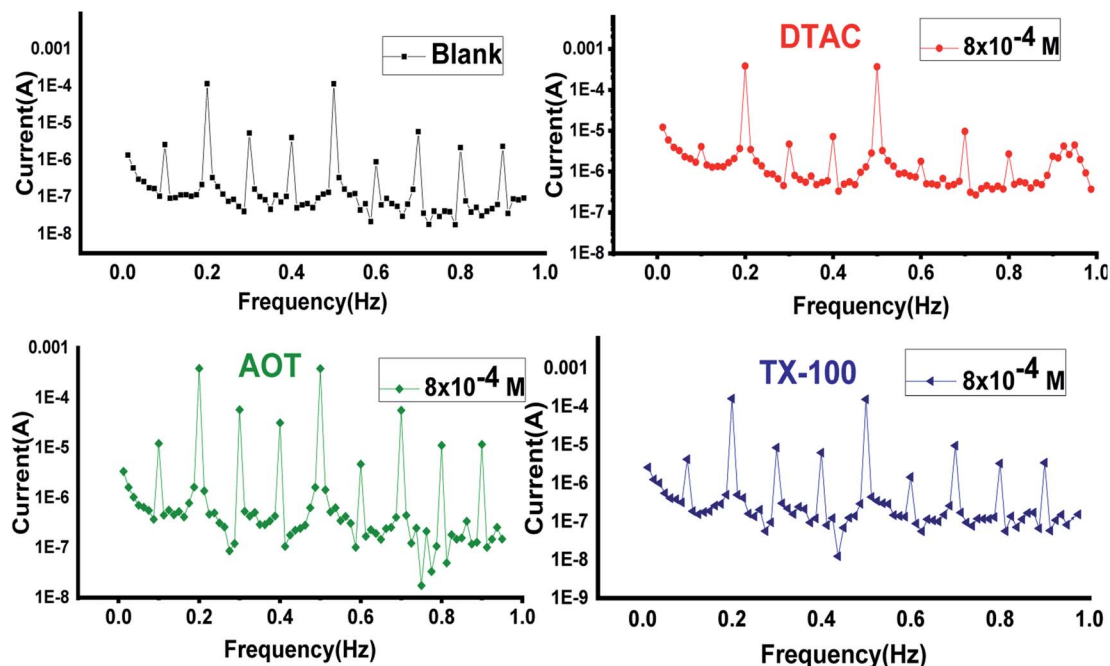 Blank
0.001
1E-4
1E-5
1E-6
1E-7
1E-8
Current(A)
0.0 0.2 0.4 0.6 0.8 1.0
Frequency(Hz)
DTAC
8x10-4 M
0.001
1E-4
1E-5
1E-6
1E-7
1E-8
Current(A)
0.0 0.2 0.4 0.6 0.8 1.0
Frequency(Hz)
AOT
8x10-4 M
0.001
1E-4
1E-5
1E-6
1E-7
1E-8
Current(A)
0.0 0.2 0.4 0.6 0.8 1.0
Frequency(Hz)
TX-100
8x10-4 M
0.001
1E-4
1E-5
1E-6
1E-7
1E-8
1E-9
Current(A)
0.0 0.2 0.4 0.6 0.8 1.0
Frequency(Hz)